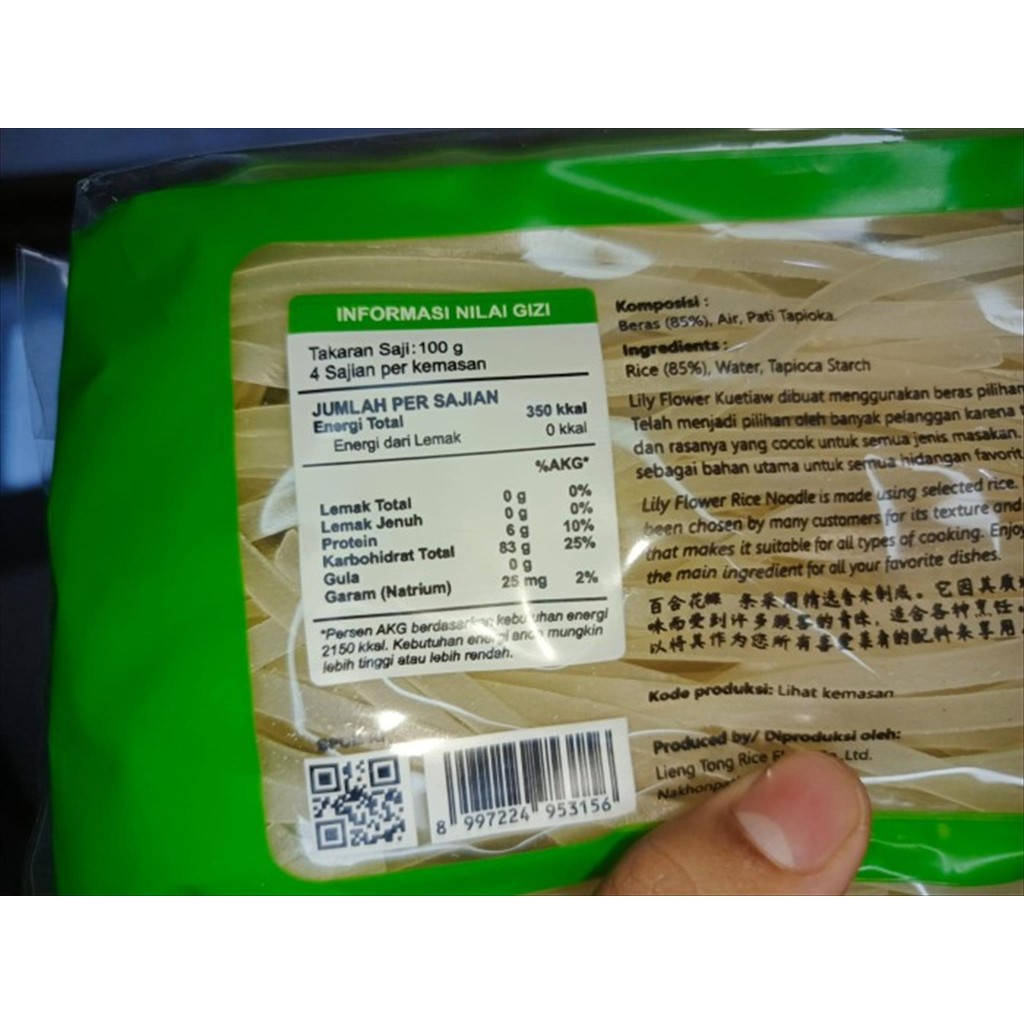 INFORMASI NILAI GIZI
Takaran Saji: 100 g
4 Sajian per kemasan
JUMLAH PER SAJIAN
Energi Total 350 kkal
Energi dari Lemak 0 kkal
%AKG*
Lemak Total 0 g 0%
Lemak Jenuh 0 g 0%
Protein 6 g 10%
Karbohidrat Total 83 g 25%
Gula 0 g
Garam (Natrium) 25 mg 2%
*Persen AKG berdasarkan kebutuhan energi
2150 kkal. Kebutuhan energi anda mungkin
lebih tinggi atau lebih rendah.
8 997224 953156
Komposisi :
Beras (85%), Air, Pati Tapioka.
Ingredients :
Rice (85%), Water, Tapioca Starch
Lily Flower Kuetiaw dibuat menggunakan beras pilihan
Telah menjadi pilihan oleh banyak pelanggan karena
dan rasanya yang cocok untuk semua jenis masakan.
sebagai bahan utama untuk semua hidangan favorit
Lily Flower Rice Noodle is made using selected rice.
been chosen by many customers for its texture and
that makes it suitable for all types of cooking. Enjoy
the main ingredient for all your favorite dishes.
百合花粿 条采用精选香米制成。它因其质
味而受到许多顾客的青睐，适合各种烹饪。
以将其作为您所有喜爱菜肴的配料来享用
Kode produksi: Lihat kemasan
Produced by/ Diproduksi oleh:
Lieng Tong Rice Co.,Ltd.